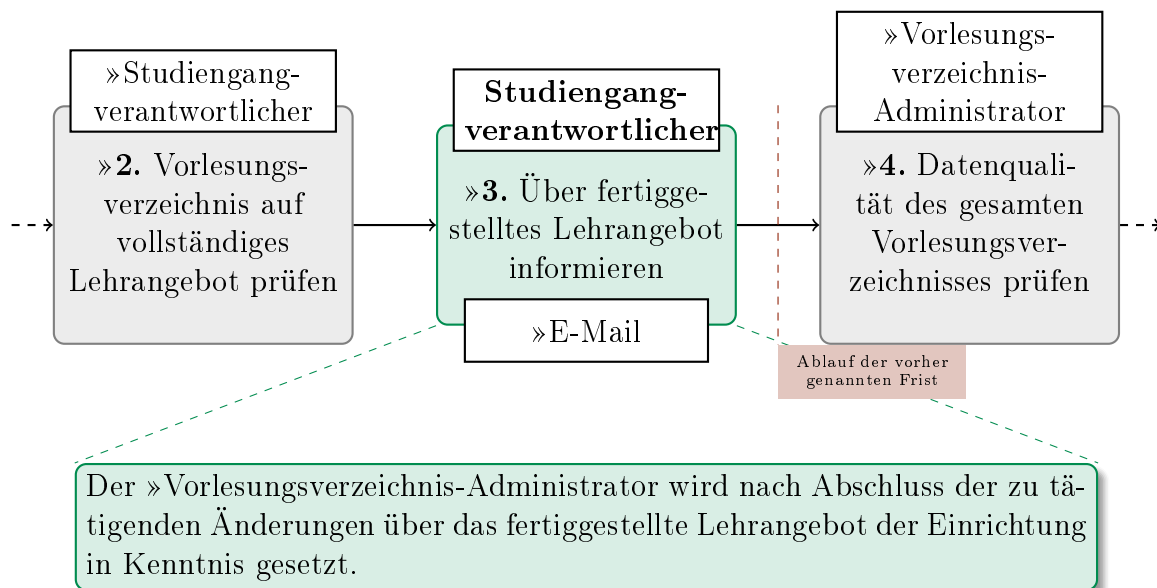 »Studiengang-
verantwortlicher
»2. Vorlesungs-
verzeichnis auf
vollständiges
Lehrangebot prüfen
Studiengang-
verantwortlicher
»3. Über fertigge-
stelltes Lehrangebot
informieren
»E-Mail
»Vorlesungs-
verzeichnis-
Administrator
»4. Datenquali-
tät des gesamten
Vorlesungsver-
zeichnisses prüfen
Ablauf der vorher
genannten Frist
Der »Vorlesungsverzeichnis-Administrator wird nach Abschluss der zu tä-
tigenden Änderungen über das fertiggestellte Lehrangebot der Einrichtung
in Kenntnis gesetzt.